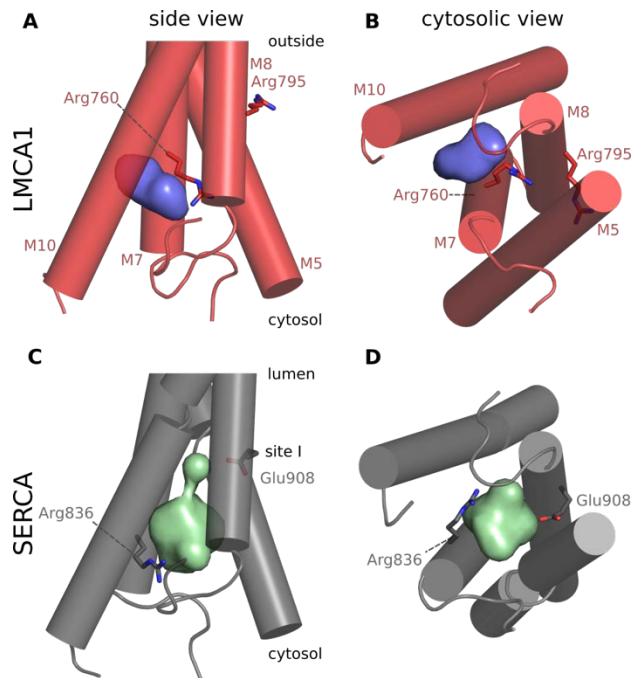 A
side view
B
cytosolic view
outside
M8
Arg795
Arg760
M10
M7
M5
cytosol
LMCA1
M10
M8
Arg795
Arg760
M7
M5
C
D
lumen
site I
Glu908
Arg836
cytosol
SERCA
Glu908
Arg836